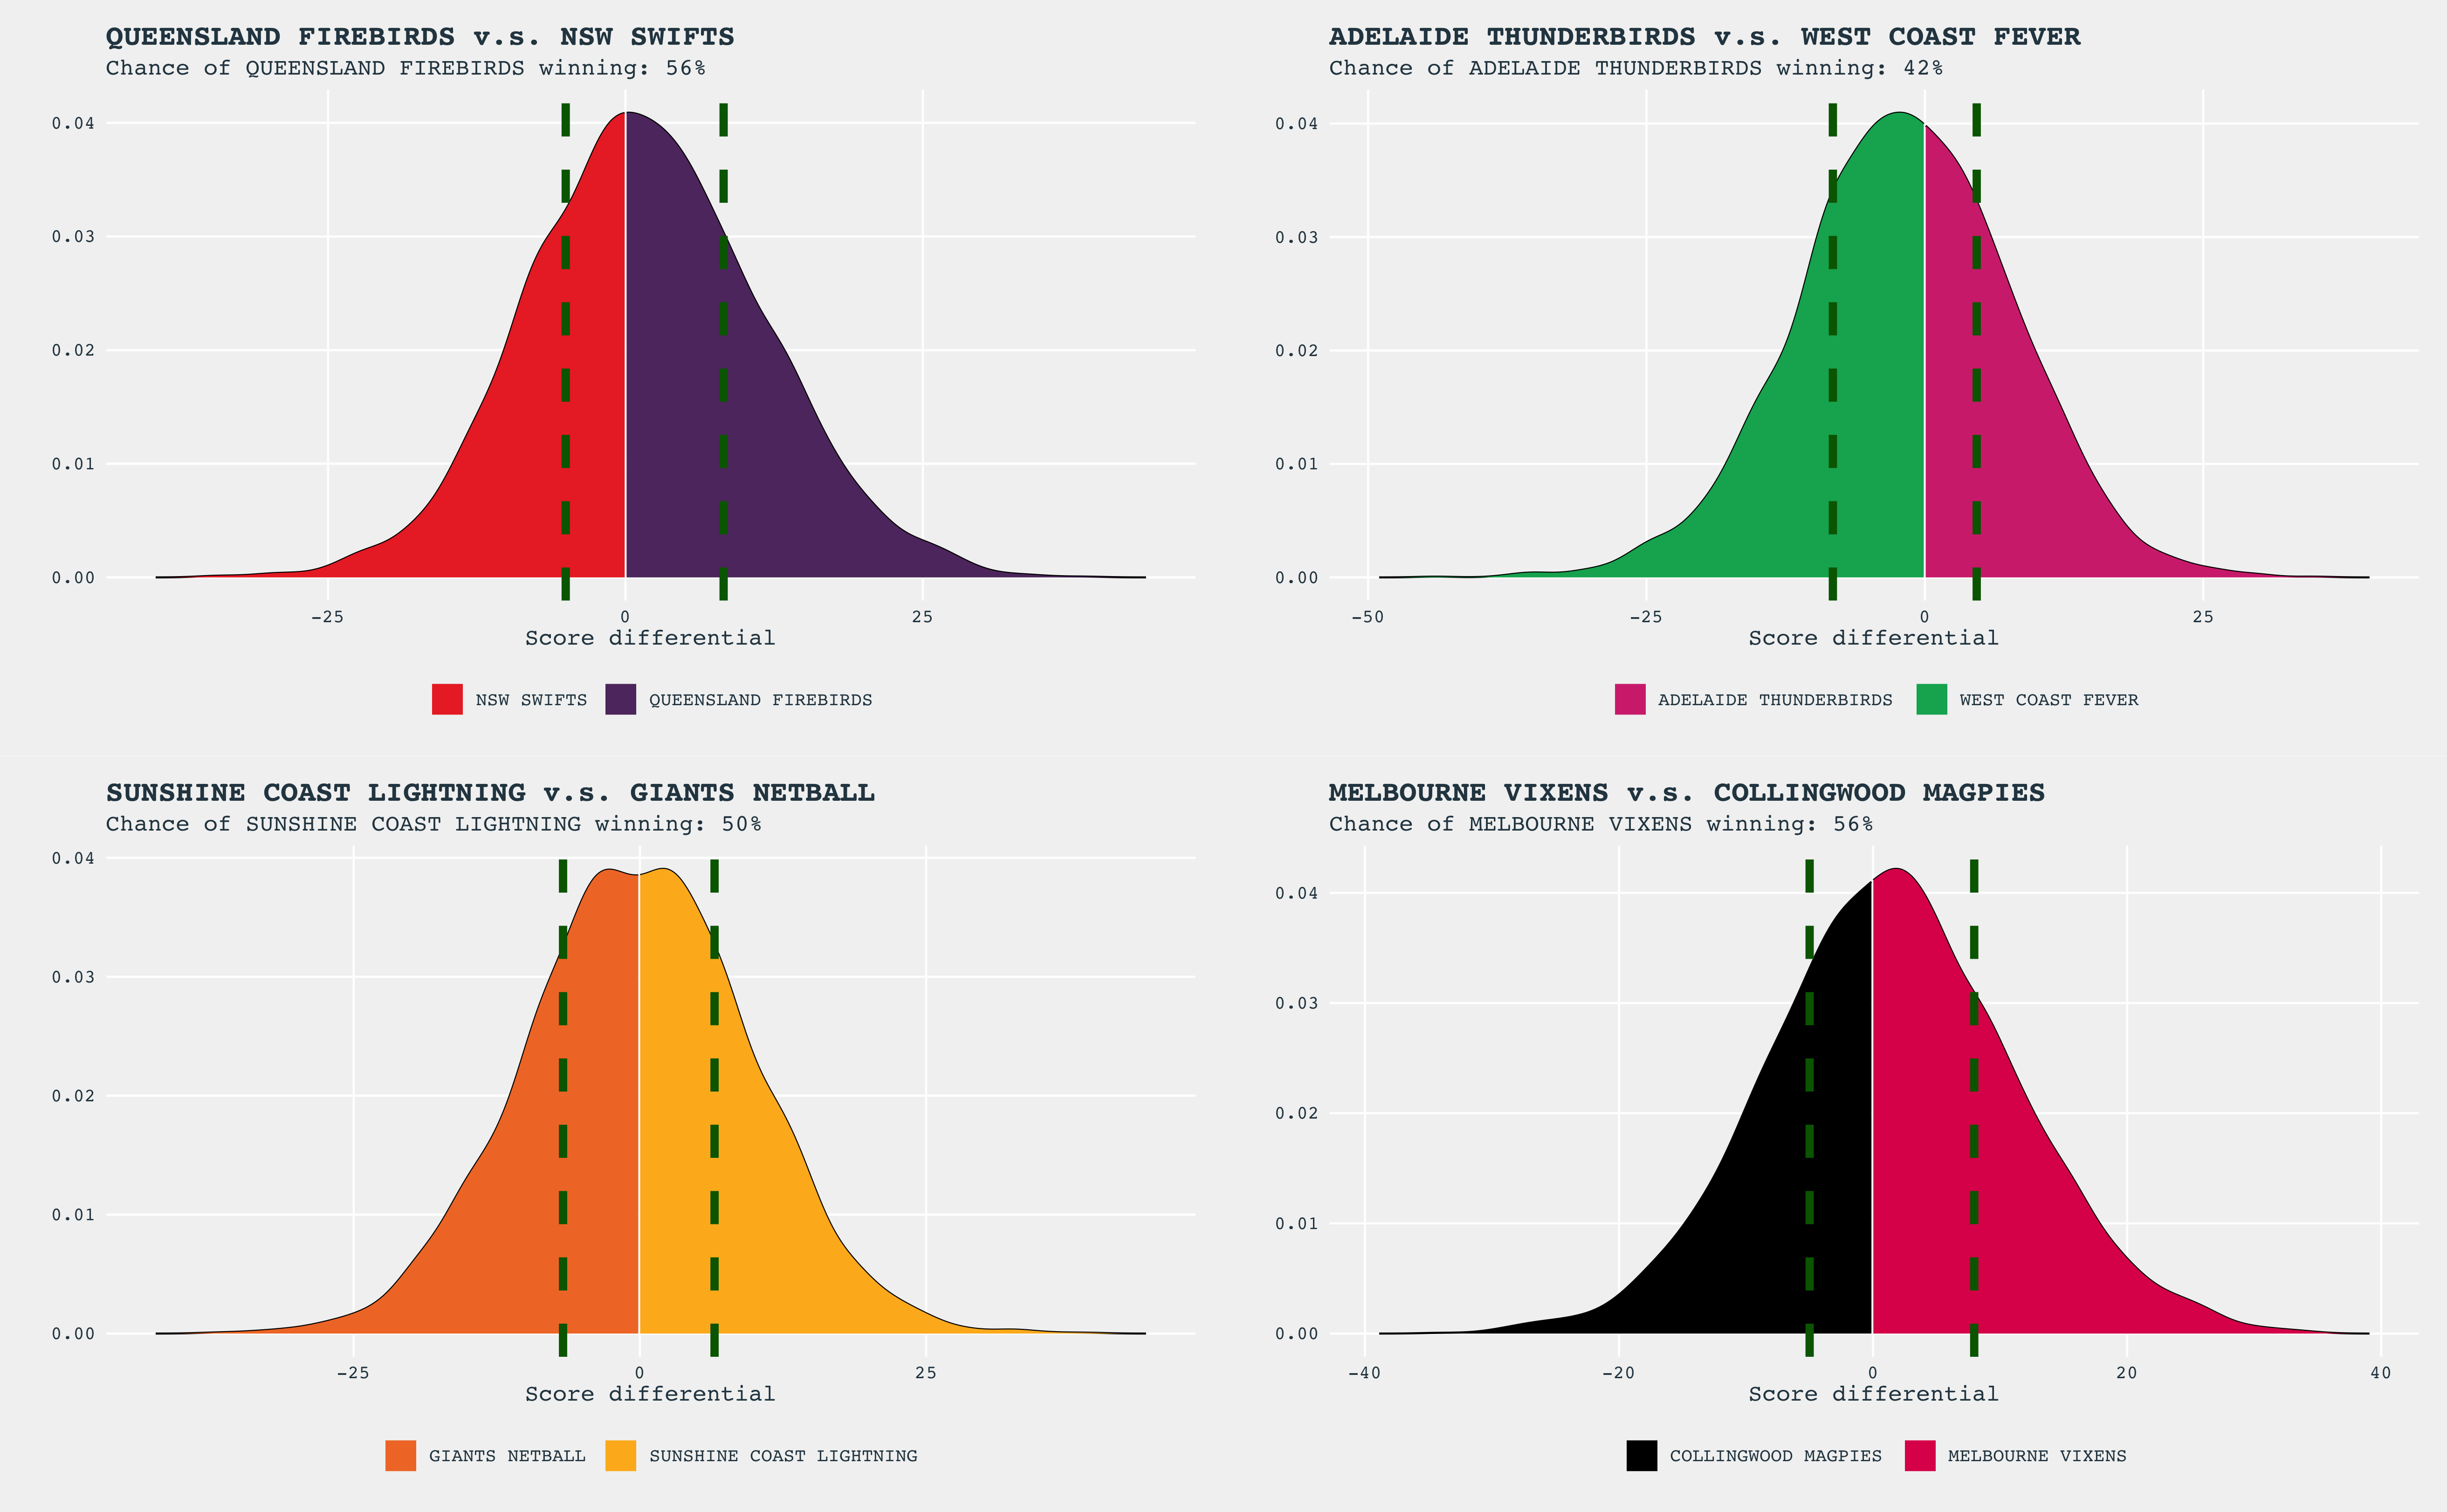 QUEENSLAND FIREBIRDS v.s. NSW SWIFTS
Chance of QUEENSLAND FIREBIRDS winning: 56%
0.04
0.03
0.02
0.01
0.00
-25 0 25
Score differential
NSW SWIFTS QUEENSLAND FIREBIRDS
ADELAIDE THUNDERBIRDS v.s. WEST COAST FEVER
Chance of ADELAIDE THUNDERBIRDS winning: 42%
0.04
0.03
0.02
0.01
0.00
-50 -25 0 25
Score differential
ADELAIDE THUNDERBIRDS WEST COAST FEVER
SUNSHINE COAST LIGHTNING v.s. GIANTS NETBALL
Chance of SUNSHINE COAST LIGHTNING winning: 50%
0.04
0.03
0.02
0.01
0.00
-25 0 25
Score differential
GIANTS NETBALL SUNSHINE COAST LIGHTNING
MELBOURNE VIXENS v.s. COLLINGWOOD MAGPIES
Chance of MELBOURNE VIXENS winning: 56%
0.04
0.03
0.02
0.01
0.00
-40 -20 0 20 40
Score differential
COLLINGWOOD MAGPIES MELBOURNE VIXENS